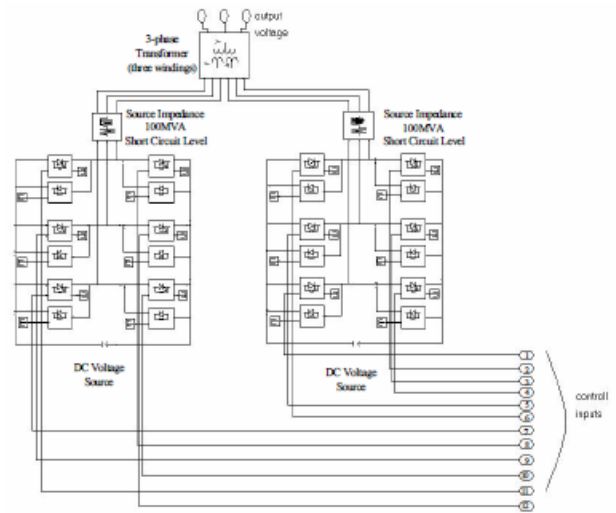 output
voltage
3-phase
Transformer
(three windings)
Source Impedance
100MVA
Short Circuit Level
Source Impedance
100MVA
Short Circuit Level
DC Voltage
Source
DC Voltage
Source
1
2
3
4
5
6
7
8
9
10
11
12
controll
inputs